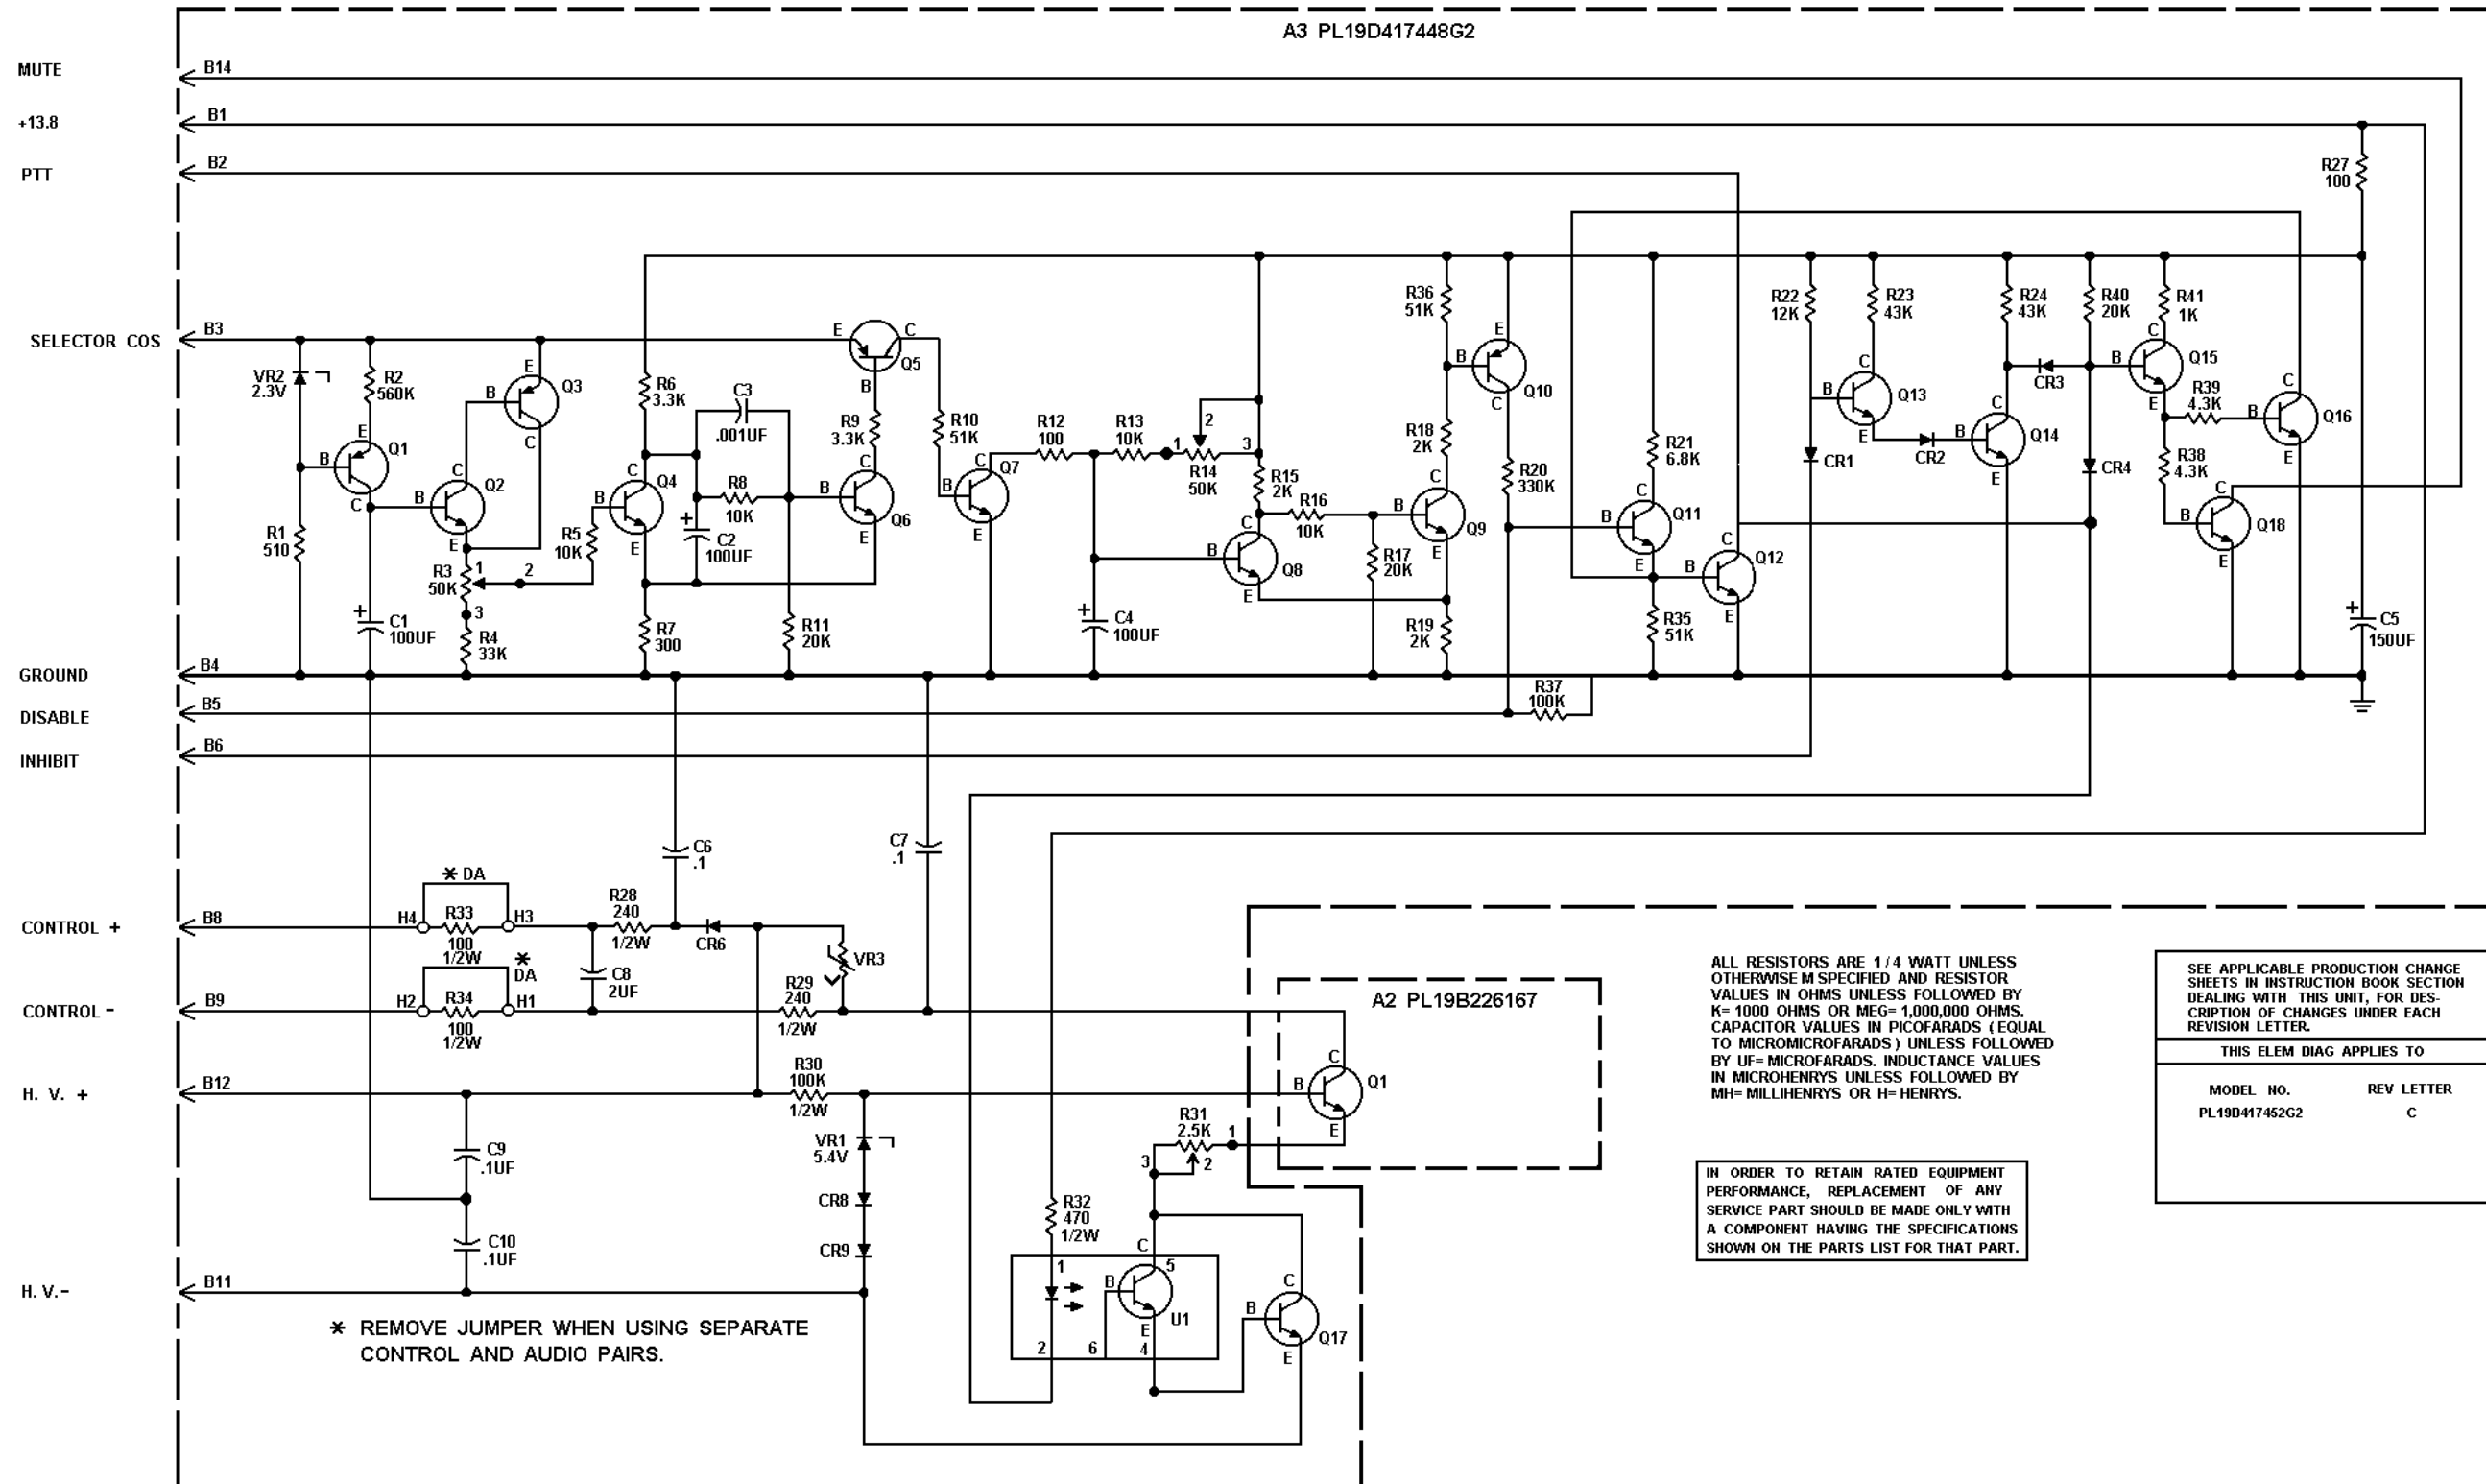 A3 PL19D417448G2
MUTE
B14
+13.8
B1
PTT
B2
R27
100
SELECTOR COS
B3
VR2
2.3V
R2
560K
E
B
Q3
C
E
B
Q1
C
C
B
Q2
E
R1
510
R3
50K
1
2
3
C1
100UF
R4
33K
R5
10K
R6
3.3K
C
B
Q4
E
R7
300
C3
.001UF
R8
10K
C2
100UF
R11
20K
E
C
Q5
B
R9
3.3K
C
B
Q6
E
R10
51K
C
B
Q7
E
R12
100
R13
10K
1
2
3
R14
50K
R15
2K
R16
10K
C
B
Q8
E
C4
100UF
R17
20K
R36
51K
R18
2K
B
Q9
C
E
R19
2K
E
B
Q10
C
R20
330K
R21
6.8K
C
B
Q11
E
R35
51K
C
B
Q12
E
R22
12K
R23
43K
C
B
Q13
E
CR1
CR2
R24
43K
C
B
Q14
E
CR3
R40
20K
CR4
R41
1K
C
B
Q15
E
R39
4.3K
R38
4.3K
C
B
Q16
E
C
B
Q18
E
C5
150UF
GROUND
B4
DISABLE
B5
R37
100K
INHIBIT
B6
C6
.1
C7
.1
* DA
CONTROL +
B8
H4
R33
H3
100
1/2W
R28
240
1/2W
CR6
VR3
*
DA
C8
2UF
CONTROL -
B9
H2
R34
H1
100
1/2W
R29
240
1/2W
H. V. +
B12
R30
100K
1/2W
C9
.1UF
VR1
5.4V
CR8
CR9
C10
.1UF
H. V.-
B11
A2 PL19B226167
C
B
Q1
E
R31
2.5K
1
3
2
R32
470
1/2W
C
1
5
B
U1
E
2
6
4
C
B
Q17
E
* REMOVE JUMPER WHEN USING SEPARATE
CONTROL AND AUDIO PAIRS.
ALL RESISTORS ARE 1/4 WATT UNLESS
OTHERWISE M SPECIFIED AND RESISTOR
VALUES IN OHMS UNLESS FOLLOWED BY
K= 1000 OHMS OR MEG= 1,000,000 OHMS.
CAPACITOR VALUES IN PICOFARADS (EQUAL
TO MICROMICROFARADS) UNLESS FOLLOWED
BY UF= MICROFARADS. INDUCTANCE VALUES
IN MICROHENRYS UNLESS FOLLOWED BY
MH= MILLIHENRYS OR H= HENRYS.
IN ORDER TO RETAIN RATED EQUIPMENT
PERFORMANCE, REPLACEMENT OF ANY
SERVICE PART SHOULD BE MADE ONLY WITH
A COMPONENT HAVING THE SPECIFICATIONS
SHOWN ON THE PARTS LIST FOR THAT PART.
SEE APPLICABLE PRODUCTION CHANGE
SHEETS IN INSTRUCTION BOOK SECTION
DEALING WITH THIS UNIT, FOR DES-
CRIPTION OF CHANGES UNDER EACH
REVISION LETTER.
THIS ELEM DIAG APPLIES TO
MODEL NO. REV LETTER
PL19D417452G2 C